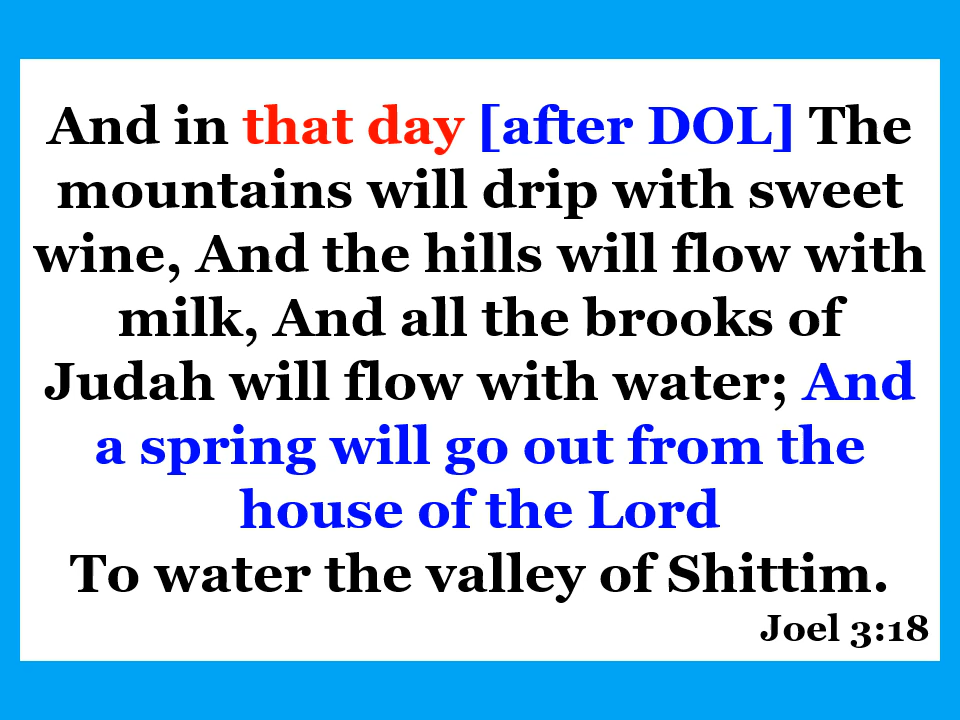 And in that day [after DOL] The
mountains will drip with sweet
wine, And the hills will flow with
milk, And all the brooks of
Judah will flow with water; And
a spring will go out from the
house of the Lord
To water the valley of Shittim.
Joel 3:18